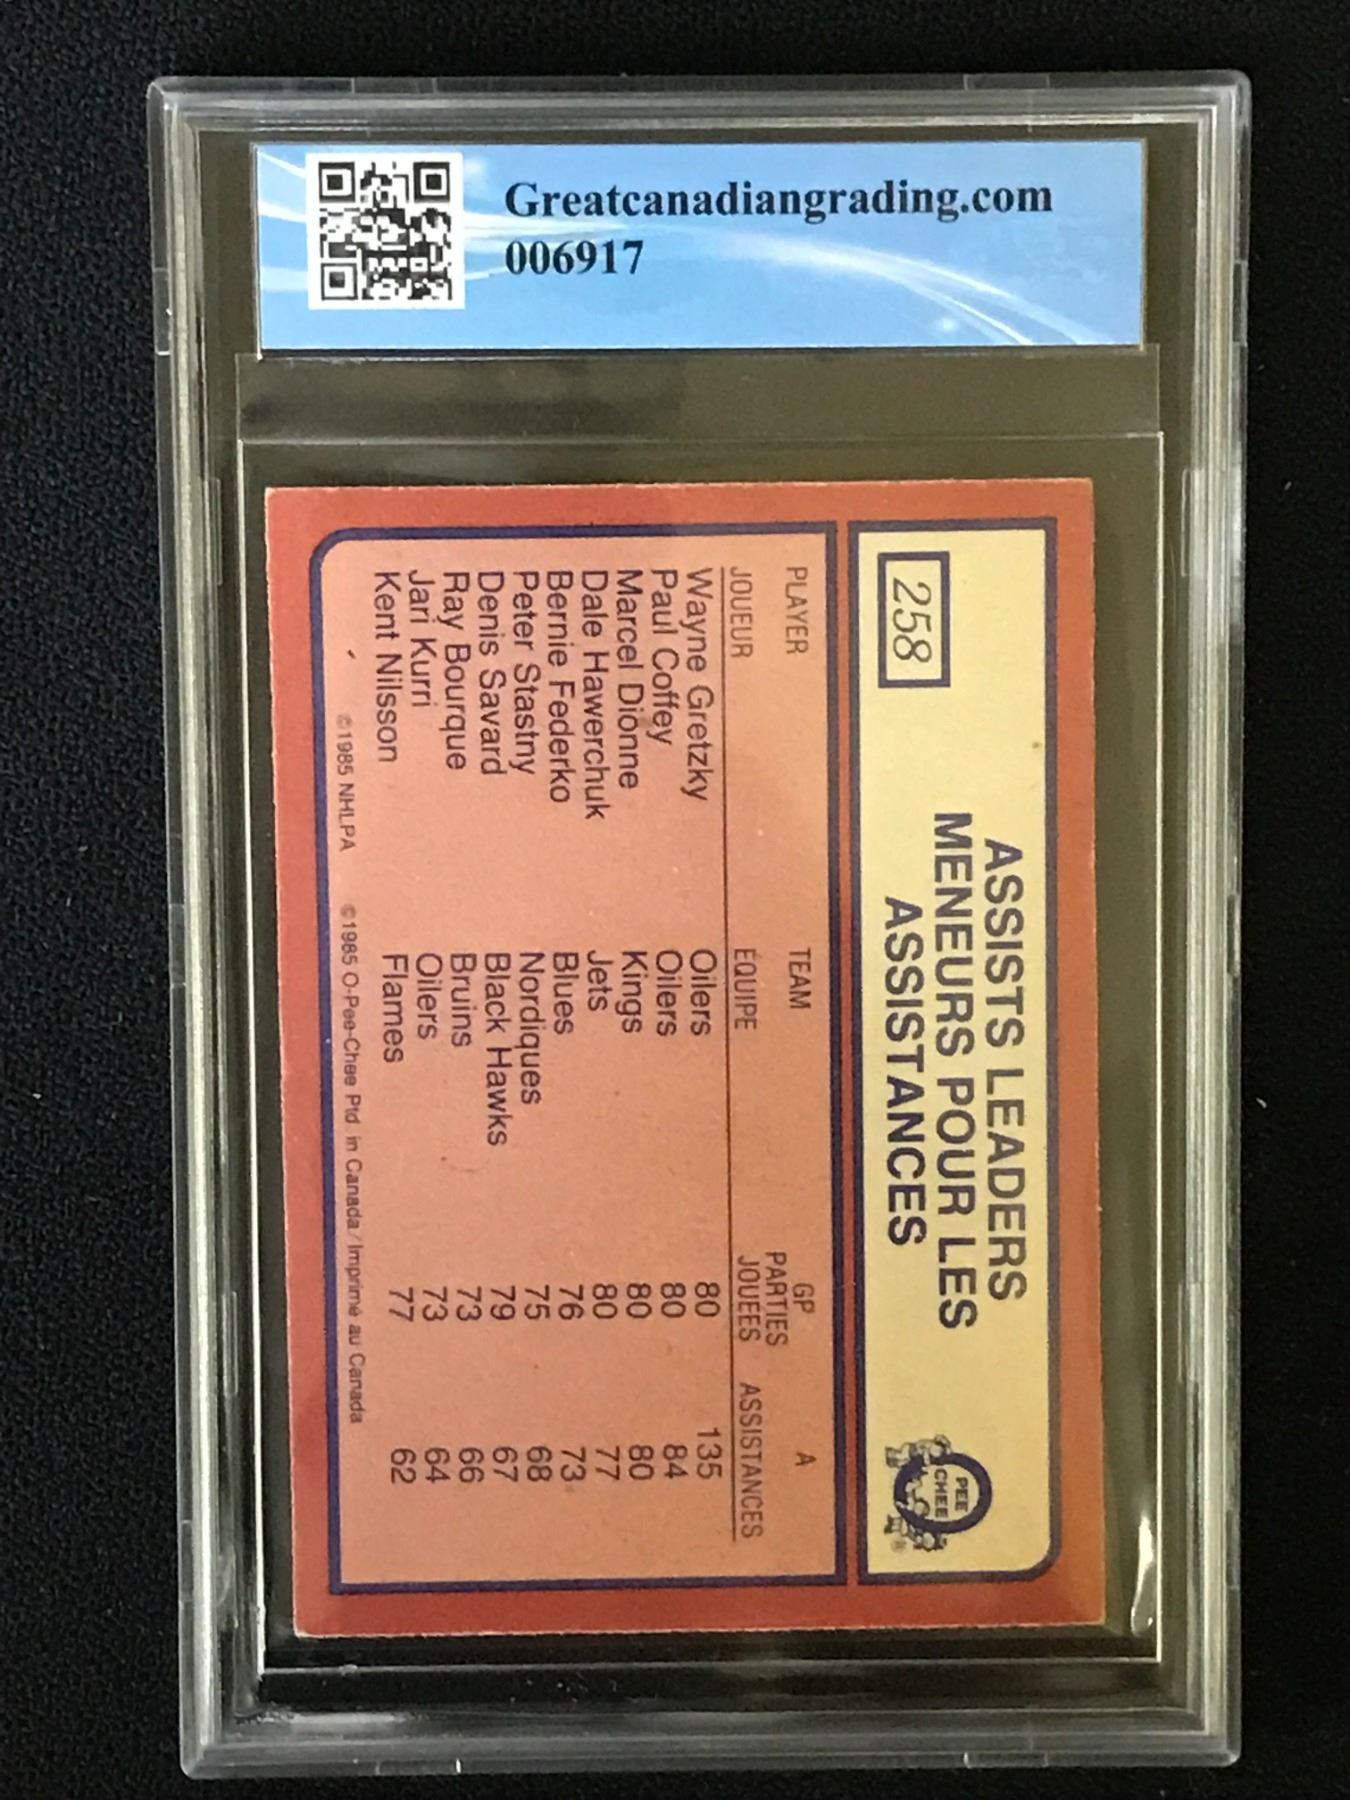 Greatcanadiangrading.com
006917
258
ASSISTS LEADERS
MENEURS POUR LES
ASSISTANCES
O
PEE
CHEE
®
PLAYER TEAM GP A
JOUEUR ÉQUIPE PARTIES JOUÉES ASSISTANCES
Wayne Gretzky Oilers 80 135
Paul Coffey Oilers 80 84
Marcel Dionne Kings 80 80
Dale Hawerchuk Jets 80 77
Bernie Federko Blues 76 73
Peter Stastny Nordiques 75 68
Denis Savard Black Hawks 79 67
Ray Bourque Bruins 73 66
Jari Kurri Oilers 73 64
Kent Nilsson Flames 77 62
©1985 NHLPA ©1985 O-Pee-Chee Ptd. in Canada/Imprimé au Canada